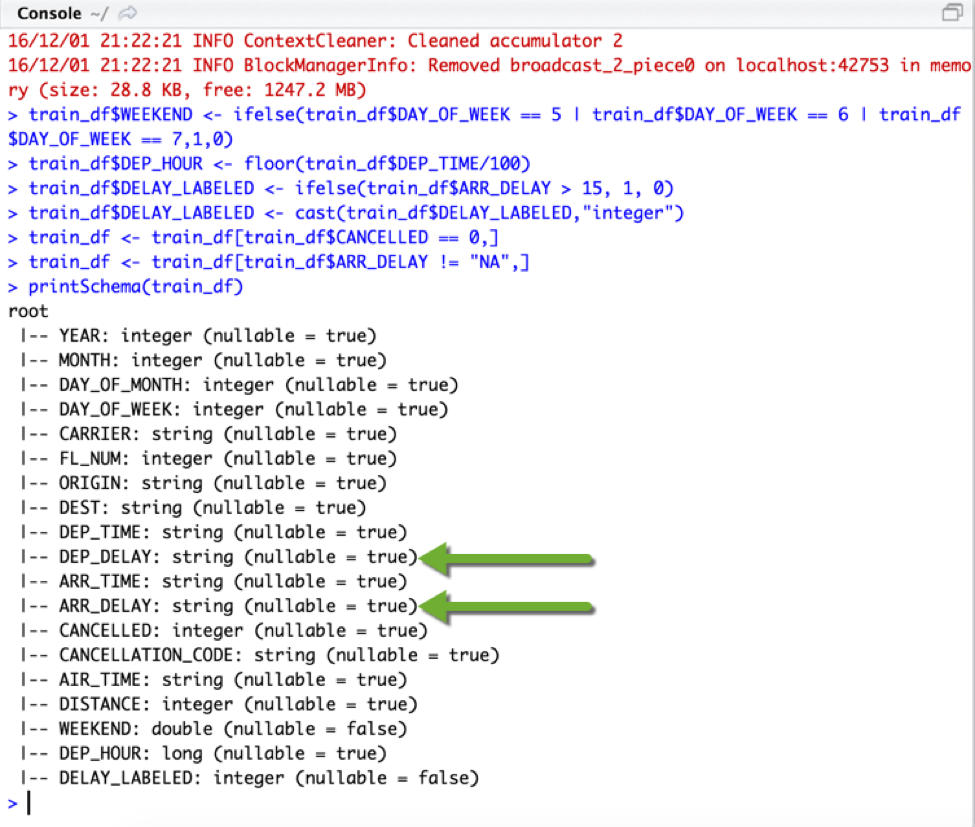 Console ~/
16/12/01 21:22:21 INFO ContextCleaner: Cleaned accumulator 2
16/12/01 21:22:21 INFO BlockManagerInfo: Removed broadcast_2_piece0 on localhost:42753 in memo
ry (size: 28.8 KB, free: 1247.2 MB)
> train_df$WEEKEND <- ifelse(train_df$DAY_OF_WEEK == 5 | train_df$DAY_OF_WEEK == 6 | train_df
$DAY_OF_WEEK == 7,1,0)
> train_df$DEP_HOUR <- floor(train_df$DEP_TIME/100)
> train_df$DELAY_LABELED <- ifelse(train_df$ARR_DELAY > 15, 1, 0)
> train_df$DELAY_LABELED <- cast(train_df$DELAY_LABELED,"integer")
> train_df <- train_df[train_df$CANCELLED == 0,]
> train_df <- train_df[train_df$ARR_DELAY != "NA",]
> printSchema(train_df)
root
 |-- YEAR: integer (nullable = true)
 |-- MONTH: integer (nullable = true)
 |-- DAY_OF_MONTH: integer (nullable = true)
 |-- DAY_OF_WEEK: integer (nullable = true)
 |-- CARRIER: string (nullable = true)
 |-- FL_NUM: integer (nullable = true)
 |-- ORIGIN: string (nullable = true)
 |-- DEST: string (nullable = true)
 |-- DEP_TIME: string (nullable = true)
 |-- DEP_DELAY: string (nullable = true)
 |-- ARR_TIME: string (nullable = true)
 |-- ARR_DELAY: string (nullable = true)
 |-- CANCELLED: integer (nullable = true)
 |-- CANCELLATION_CODE: string (nullable = true)
 |-- AIR_TIME: string (nullable = true)
 |-- DISTANCE: integer (nullable = true)
 |-- WEEKEND: double (nullable = false)
 |-- DEP_HOUR: long (nullable = true)
 |-- DELAY_LABELED: integer (nullable = false)
>